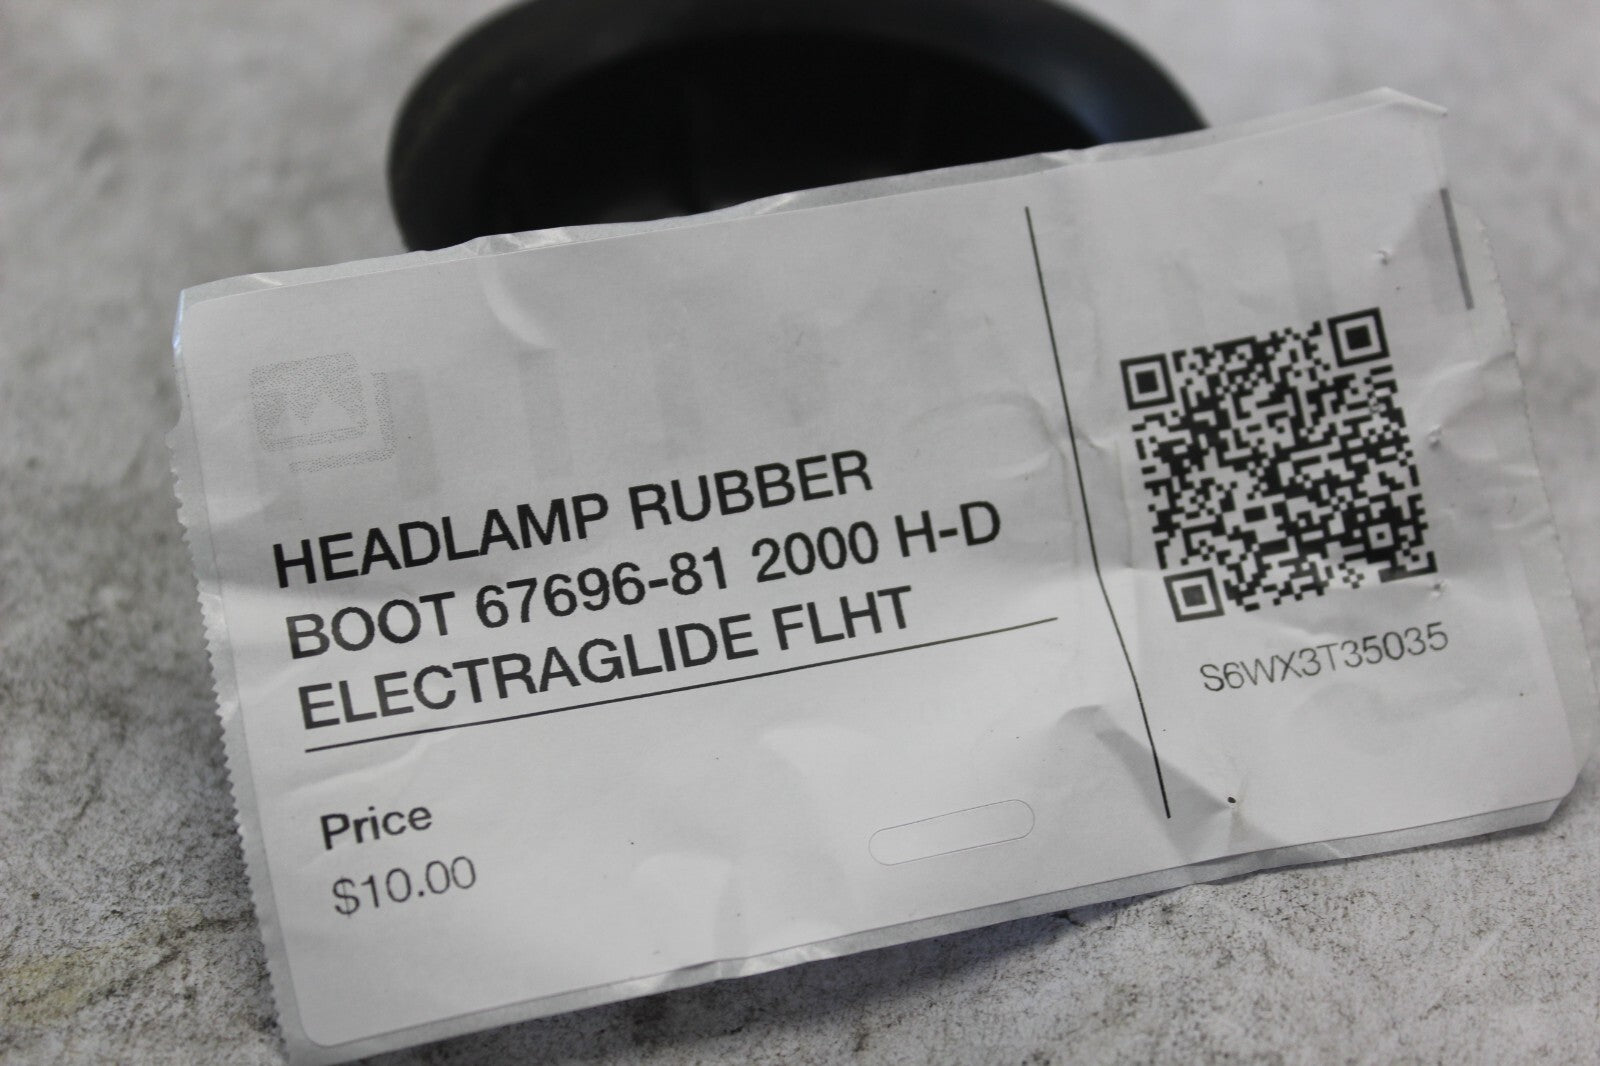 HEADLAMP RUBBER
BOOT 67696-81 2000 H-D
ELECTRAGLIDE FLHT
Price
$10.00
S6WX3T35035